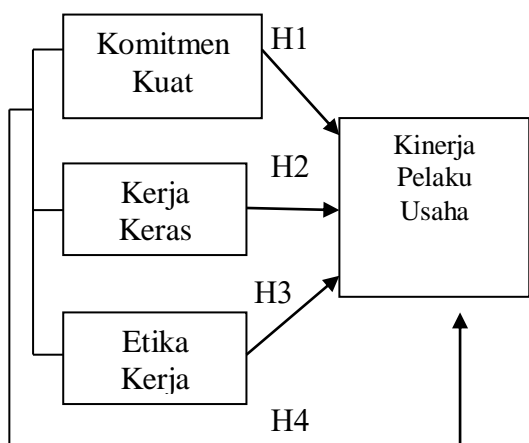 Komitmen
Kuat
H1
Kinerja
Pelaku
Usaha
H2
Kerja
Keras
H3
Etika
Kerja
H4